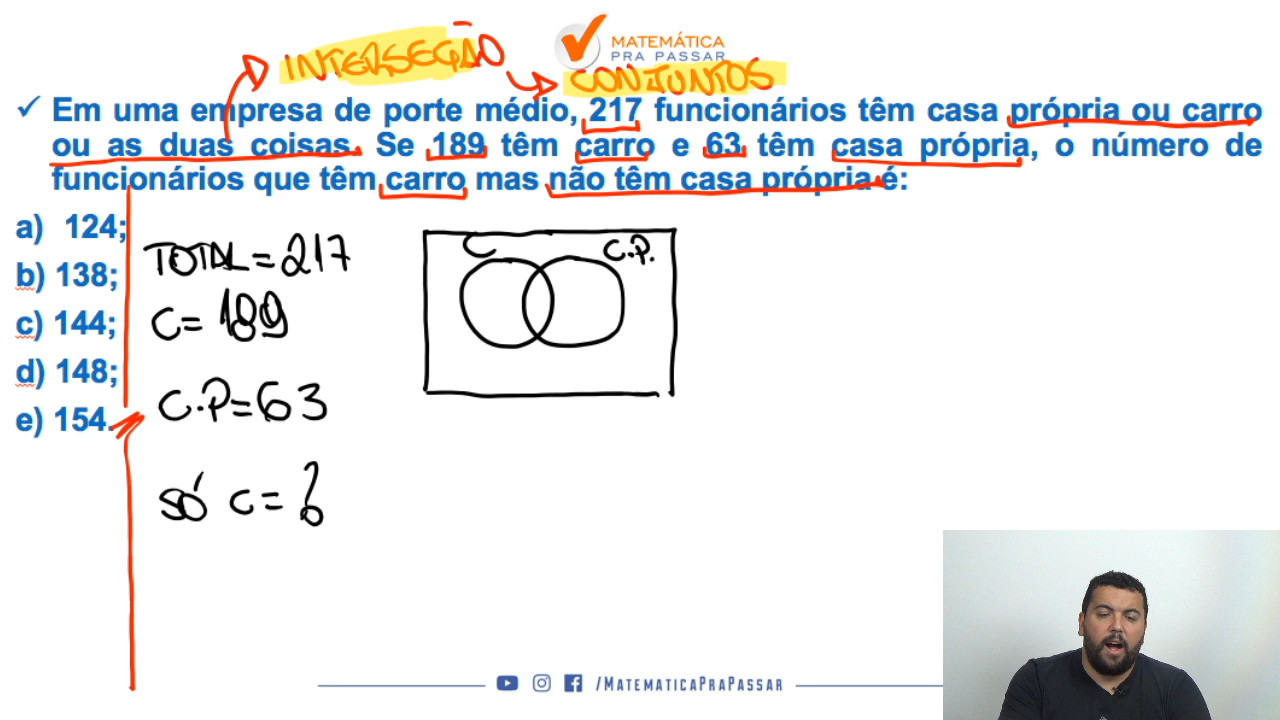 INTERSEÇÃO
MATEMÁTICA
PRA PASSAR
CONJUNTOS
✓ Em uma empresa de porte médio, 217 funcionários têm casa própria ou carro
ou as duas coisas. Se 189 têm carro e 63 têm casa própria, o número de
funcionários que têm carro mas não têm casa própria é:
a) 124;
b) 138;
c) 144;
d) 148;
e) 154.
TOTAL = 217
C = 189
C.P = 63
SÓ C = ?
C C.P.
/MATEMATICAPRAPASSAR